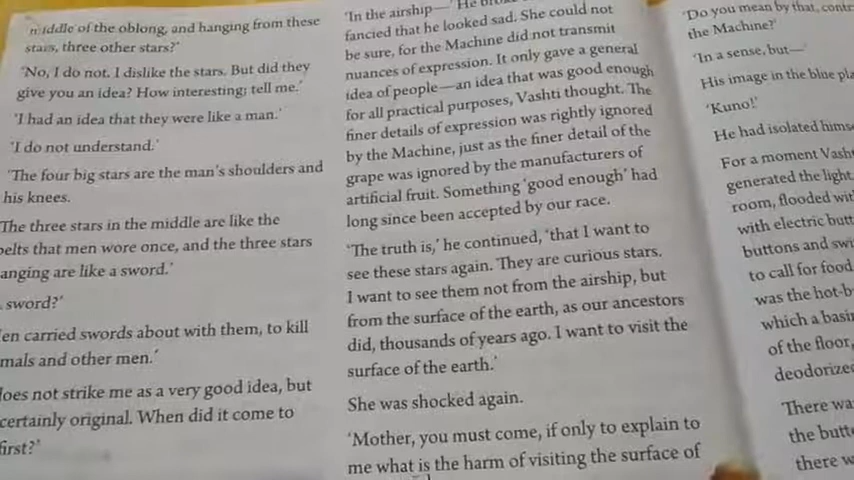 middle of the oblong, and hanging from these
stars, three other stars?'
'No, I do not. I dislike the stars. But did they
give you an idea? How interesting; tell me.'
'I had an idea that they were like a man.'
'I do not understand.'
'The four big stars are the man's shoulders and
his knees.
The three stars in the middle are like the
belts that men wore once, and the three stars
anging are like a sword.'
sword?'
en carried swords about with them, to kill
mals and other men.'
does not strike me as a very good idea, but
certainly original. When did it come to
first?'
'In the airship—' He
fancied that he looked sad. She could not
be sure, for the Machine did not transmit
nuances of expression. It only gave a general
idea of people—an idea that was good enough
for all practical purposes, Vashti thought. The
finer details of expression was rightly ignored
by the Machine, just as the finer detail of the
grape was ignored by the manufacturers of
artificial fruit. Something 'good enough' had
long since been accepted by our race.
'The truth is,' he continued, 'that I want to
see these stars again. They are curious stars.
I want to see them not from the airship, but
from the surface of the earth, as our ancestors
did, thousands of years ago. I want to visit the
surface of the earth.'
She was shocked again.
'Mother, you must come, if only to explain to
me what is the harm of visiting the surface of
'Do you mean by that, contr
the Machine?'
'In a sense, but—'
His image in the blue pla
'Kuno!'
He had isolated himse
For a moment Vash
generated the light
room, flooded wit
with electric butt
buttons and swi
to call for food
was the hot-b
which a basi
of the floor,
deodorized
There wa
the butt
there w